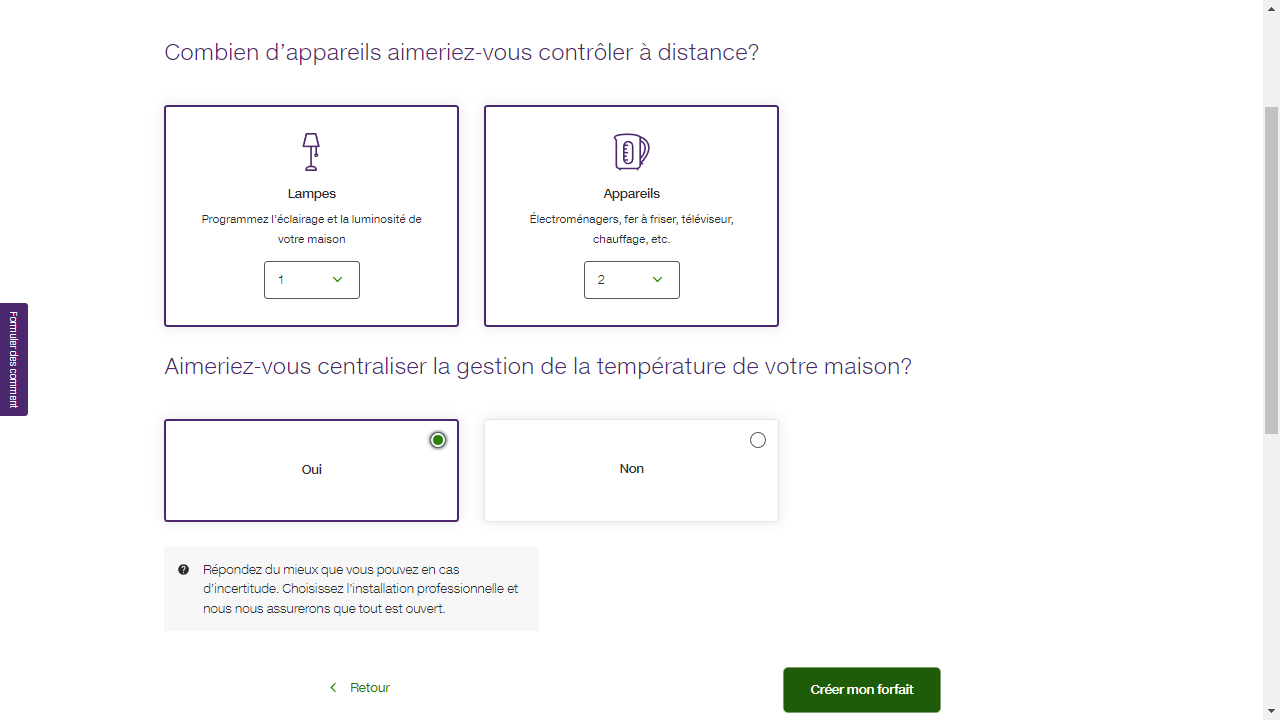 Combien d’appareils aimeriez-vous contrôler à distance?
Lampes
Programmez l’éclairage et la luminosité de
votre maison
1
Appareils
Électroménagers, fer à friser, téléviseur,
chauffage, etc.
2
Formuler des comment
Aimeriez-vous centraliser la gestion de la température de votre maison?
Oui
Non
Répondez du mieux que vous pouvez en cas
d’incertitude. Choisissez l’installation professionnelle et
nous nous assurerons que tout est ouvert.
Retour
Créer mon forfait